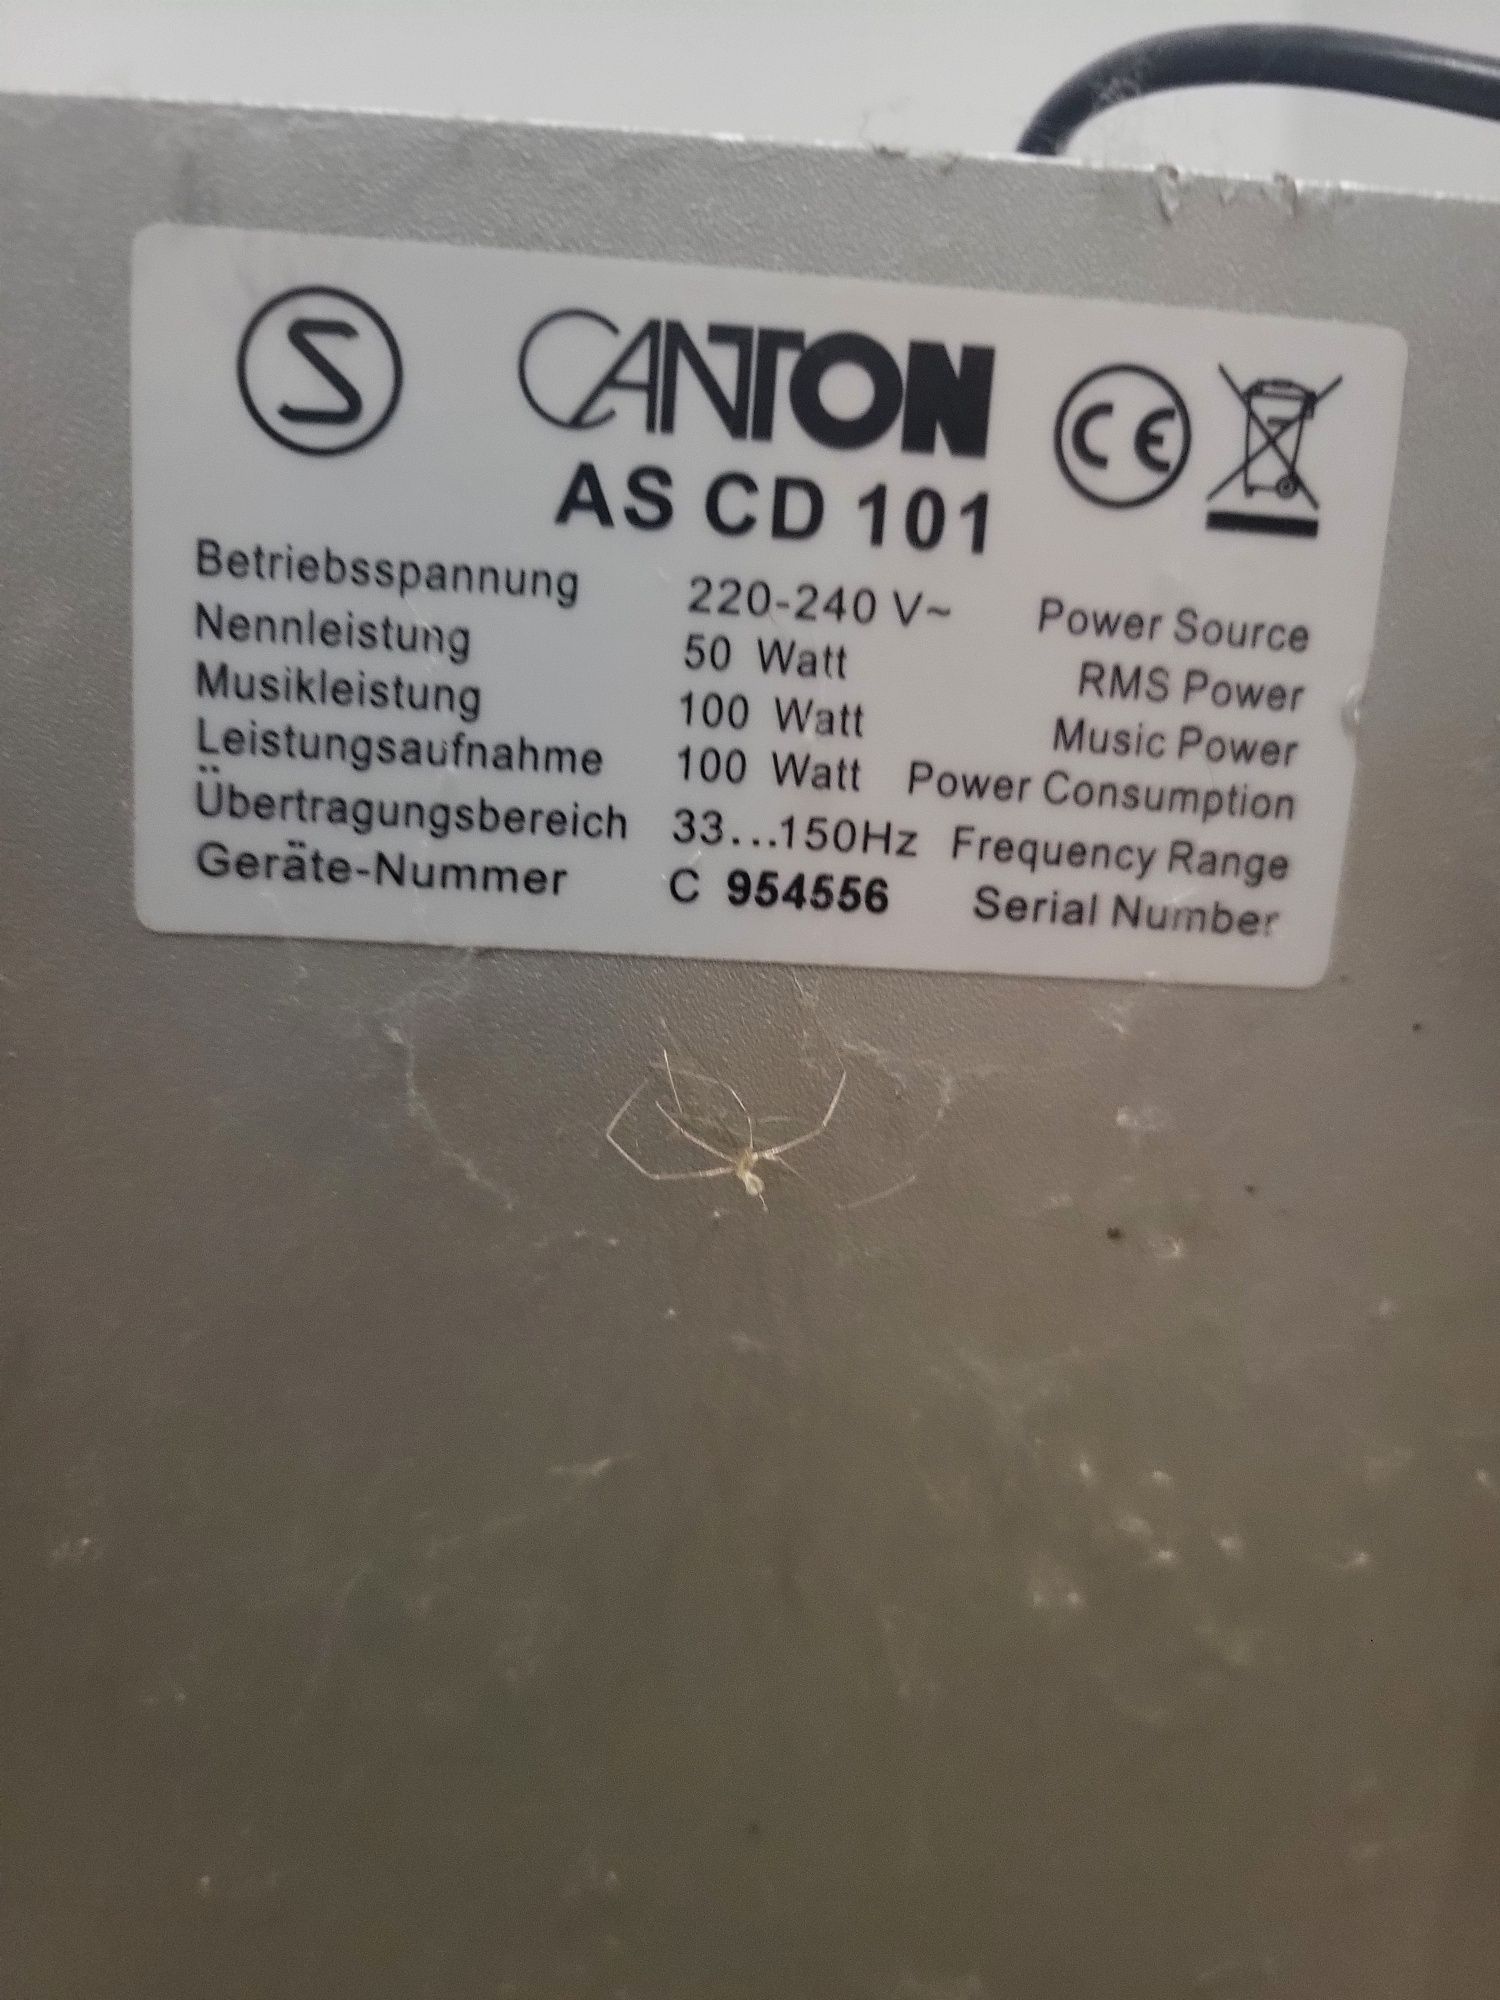 S CANTON CE
AS CD 101
Betriebsspannung 220-240 V~ Power Source
Nennleistung 50 Watt RMS Power
Musikleistung 100 Watt Music Power
Leistungsaufnahme 100 Watt Power Consumption
Übertragungsbereich 33...150Hz Frequency Range
Geräte-Nummer C 954556 Serial Number